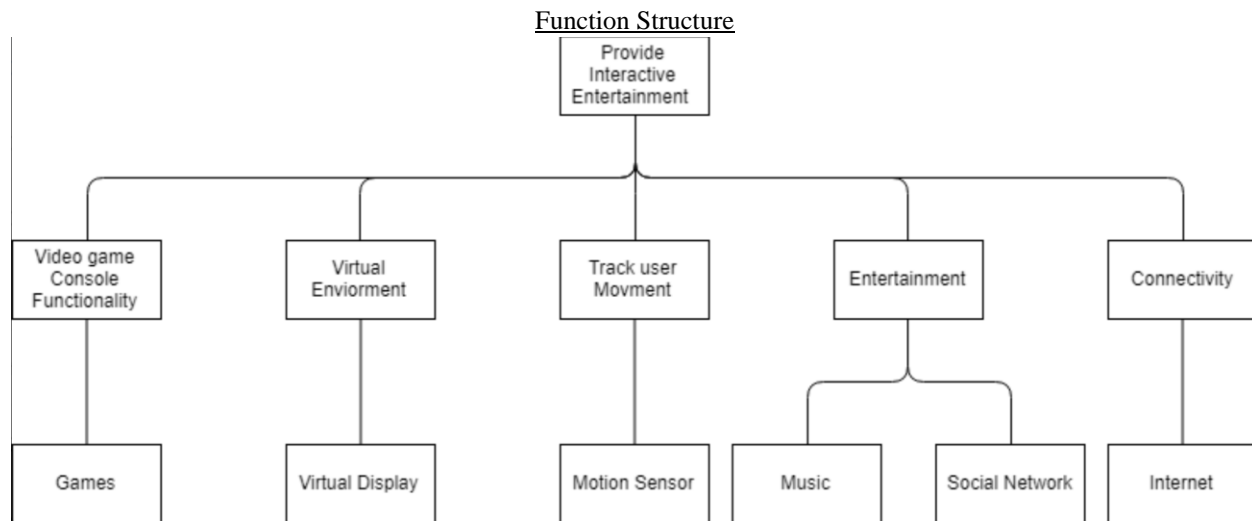 Function Structure
Provide
Interactive
Entertainment
Video game
Console
Functionality
Virtual
Enviorment
Track user
Movment
Entertainment
Connectivity
Games
Virtual Display
Motion Sensor
Music
Social Network
Internet